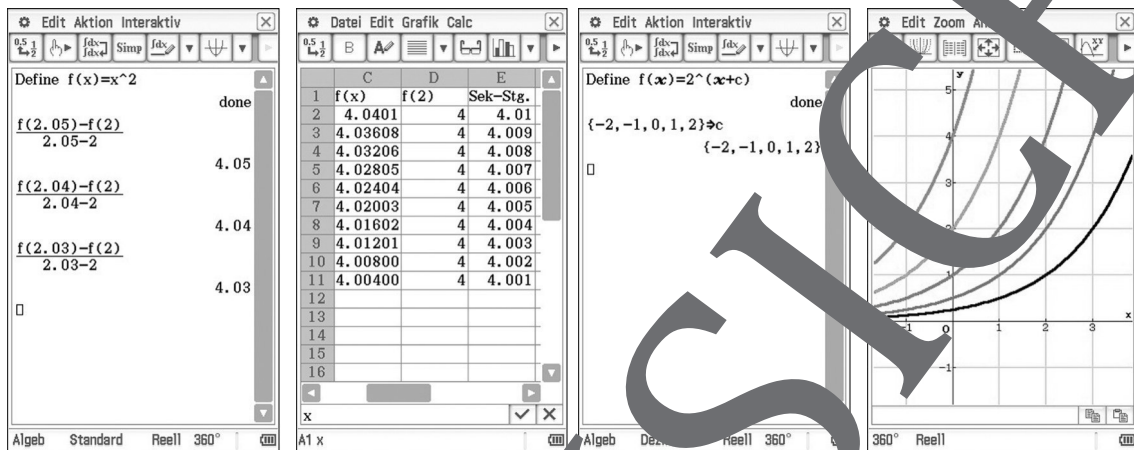 Edit Aktion Interaktiv
Define f(x)=x^2
done
f(2.05)-f(2)
2.05-2
4.05
f(2.04)-f(2)
2.04-2
4.04
f(2.03)-f(2)
2.03-2
4.03
Algeb Standard Reell 360°
Datei Edit Grafik Calc
C D E
1 f(x) f(2) Sek-Stg.
2 4.0401 4 4.01
3 4.03608 4 4.009
4 4.03206 4 4.008
5 4.02805 4 4.007
6 4.02404 4 4.006
7 4.02003 4 4.005
8 4.01602 4 4.004
9 4.01201 4 4.003
10 4.00800 4 4.002
11 4.00400 4 4.001
12
13
14
15
16
x
A1 x
Edit Aktion Interaktiv
Define f(x)=2^(x+c)
done
{-2,-1,0,1,2}⇒c
{-2,-1,0,1,2}
Algeb Reell 360°
Edit Zoom
y
5
4
3
2
1
-1 0 1 2 3 x
-1
360° Reell